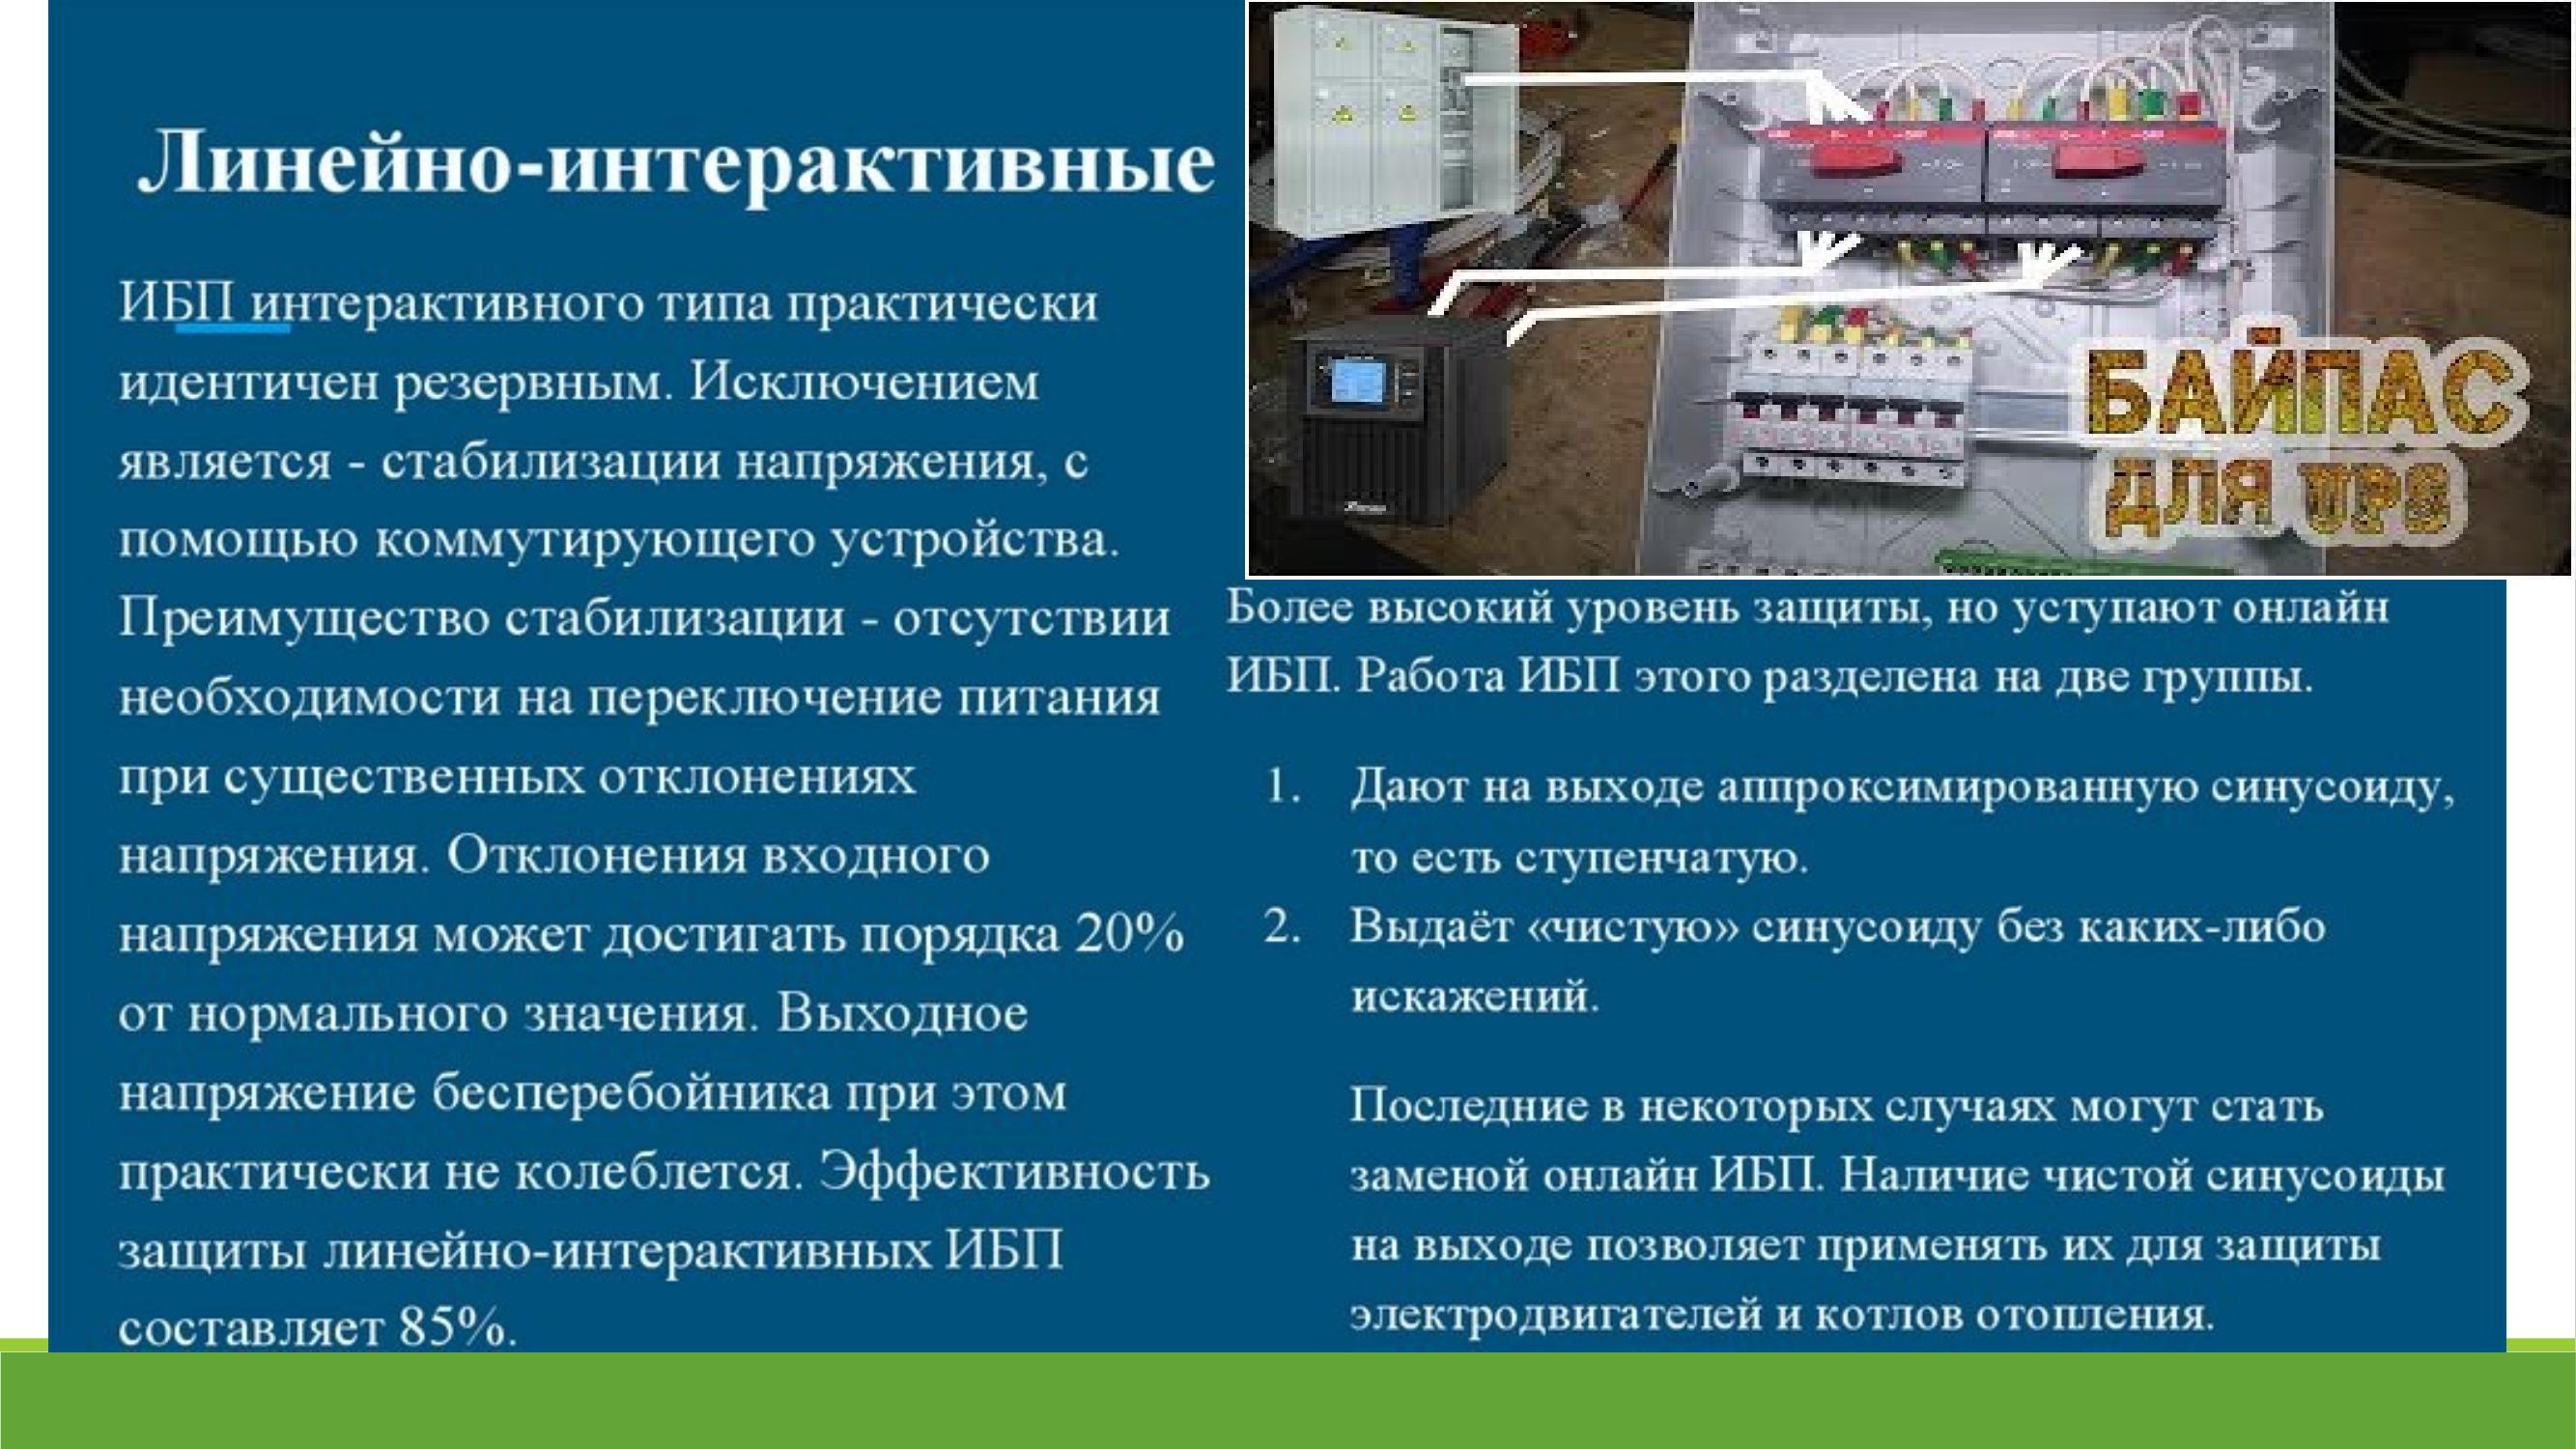 Линейно-интерактивные
ИБП интерактивного типа практически
идентичен резервным. Исключением
является - стабилизации напряжения, с
помощью коммутирующего устройства.
Преимущество стабилизации - отсутствии
необходимости на переключение питания
при существенных отклонениях
напряжения. Отклонения входного
напряжения может достигать порядка 20%
от нормального значения. Выходное
напряжение бесперебойника при этом
практически не колеблется. Эффективность
защиты линейно-интерактивных ИБП
составляет 85%.
БАЙПАС
ДЛЯ UPS
Более высокий уровень защиты, но уступают онлайн
ИБП. Работа ИБП этого разделена на две группы.
1. Дают на выходе аппроксимированную синусоиду,
то есть ступенчатую.
2. Выдаёт «чистую» синусоиду без каких-либо
искажений.
Последние в некоторых случаях могут стать
заменой онлайн ИБП. Наличие чистой синусоиды
на выходе позволяет применять их для защиты
электродвигателей и котлов отопления.